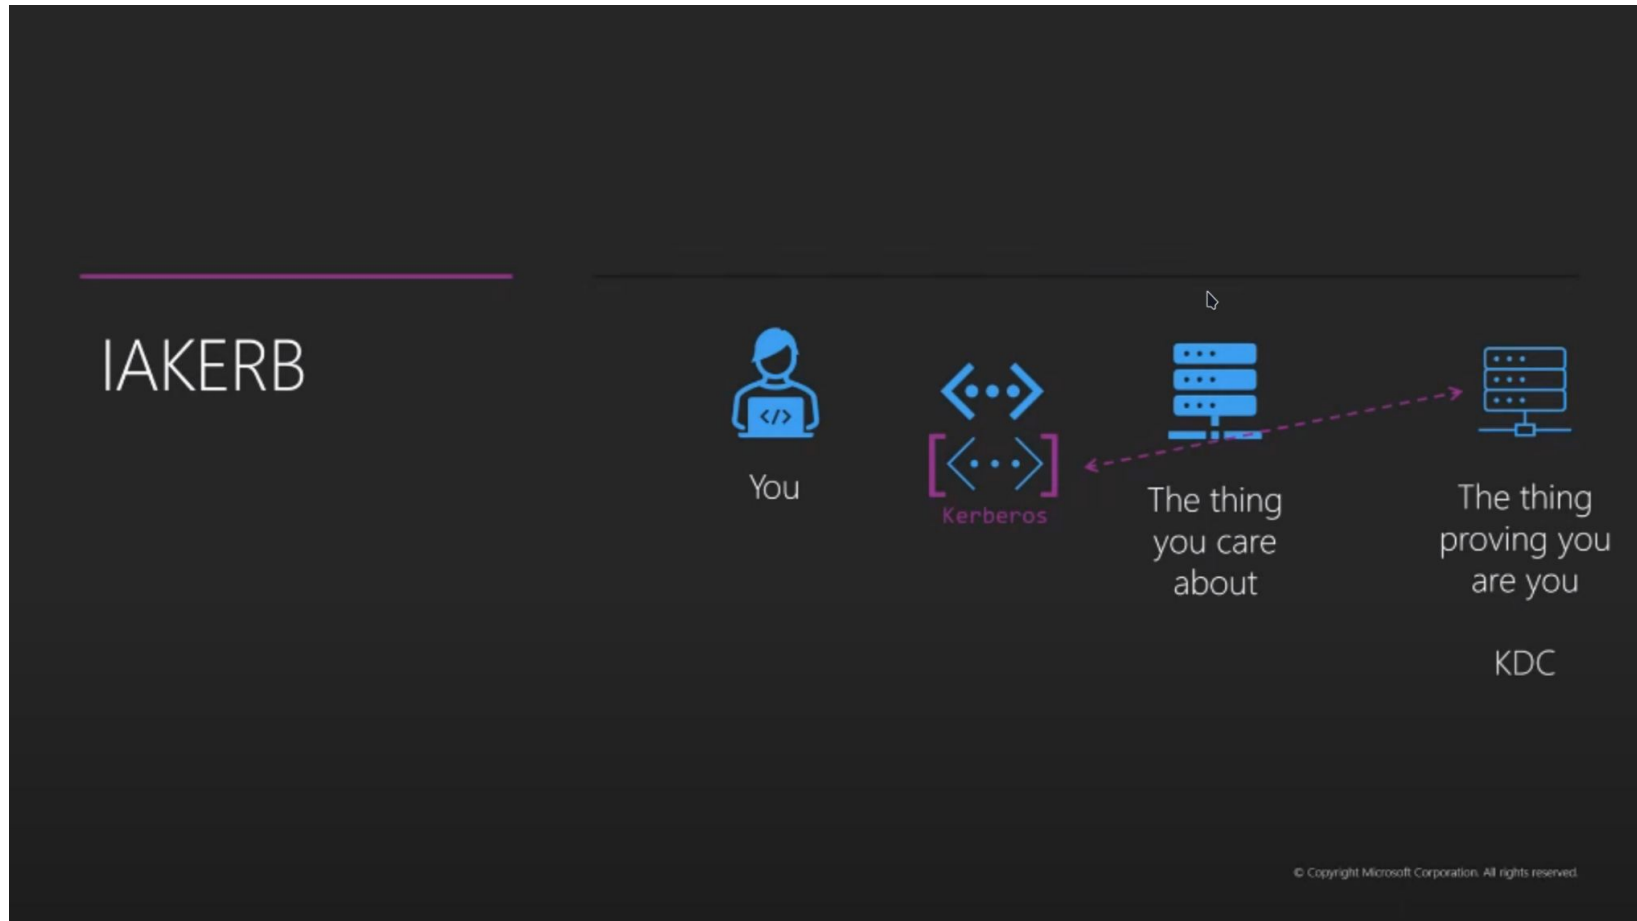 IAKERB
</>
You
Kerberos
The thing
you care
about
The thing
proving you
are you
KDC
© Copyright Microsoft Corporation. All rights reserved.